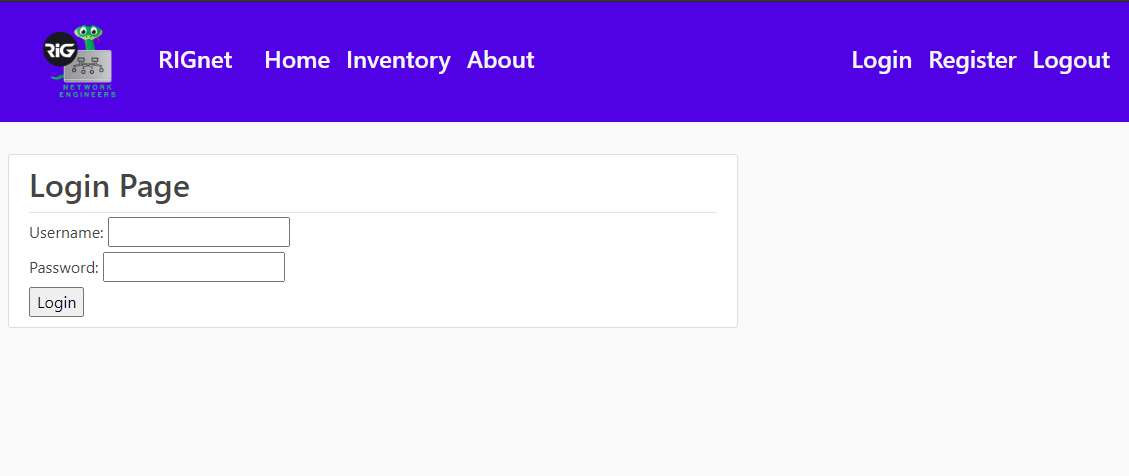 RiG
NETWORK
ENGINEERS
RIGnet Home Inventory About Login Register Logout
Login Page
Username:
Password:
Login